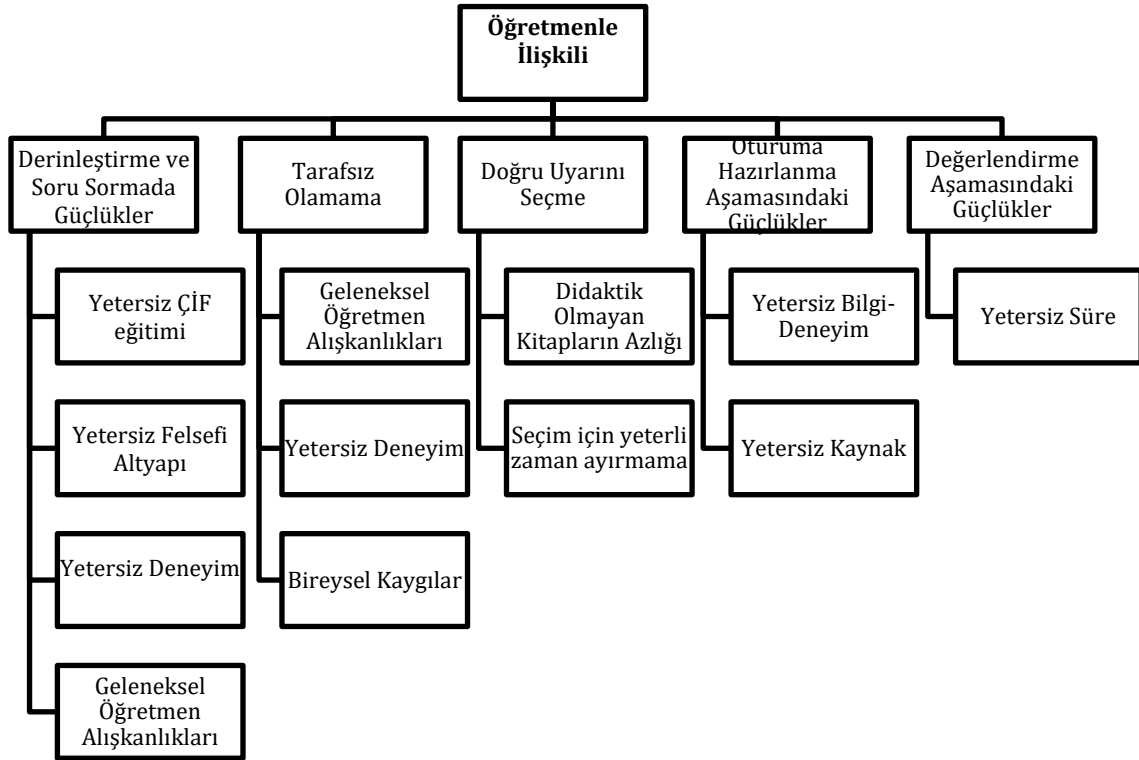 Öğretmenle
İlişkili
Derinleştirme ve
Soru Sormada
Güçlükler
Tarafsız
Olamama
Doğru Uyarını
Seçme
Oturuma
Hazırlanma
Aşamasındaki
Güçlükler
Değerlendirme
Aşamasındaki
Güçlükler
Yetersiz ÇİF
eğitimi
Geleneksel
Öğretmen
Alışkanlıkları
Didaktik
Olmayan
Kitapların Azlığı
Yetersiz Bilgi-
Deneyim
Yetersiz Süre
Yetersiz Felsefi
Altyapı
Yetersiz Deneyim
Seçim için yeterli
zaman ayırmama
Yetersiz Kaynak
Yetersiz Deneyim
Bireysel Kaygılar
Geleneksel
Öğretmen
Alışkanlıkları